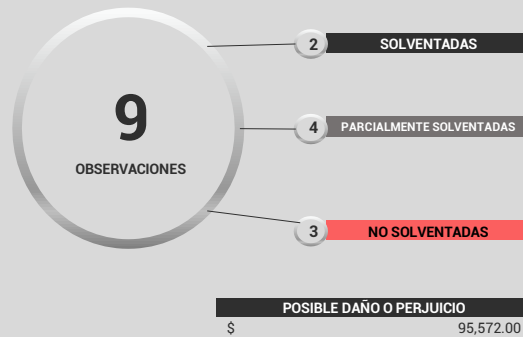 9
OBSERVACIONES
2 SOLVENTADAS
4 PARCIALMENTE SOLVENTADAS
3 NO SOLVENTADAS
POSIBLE DAÑO O PERJUICIO
$ 95,572.00